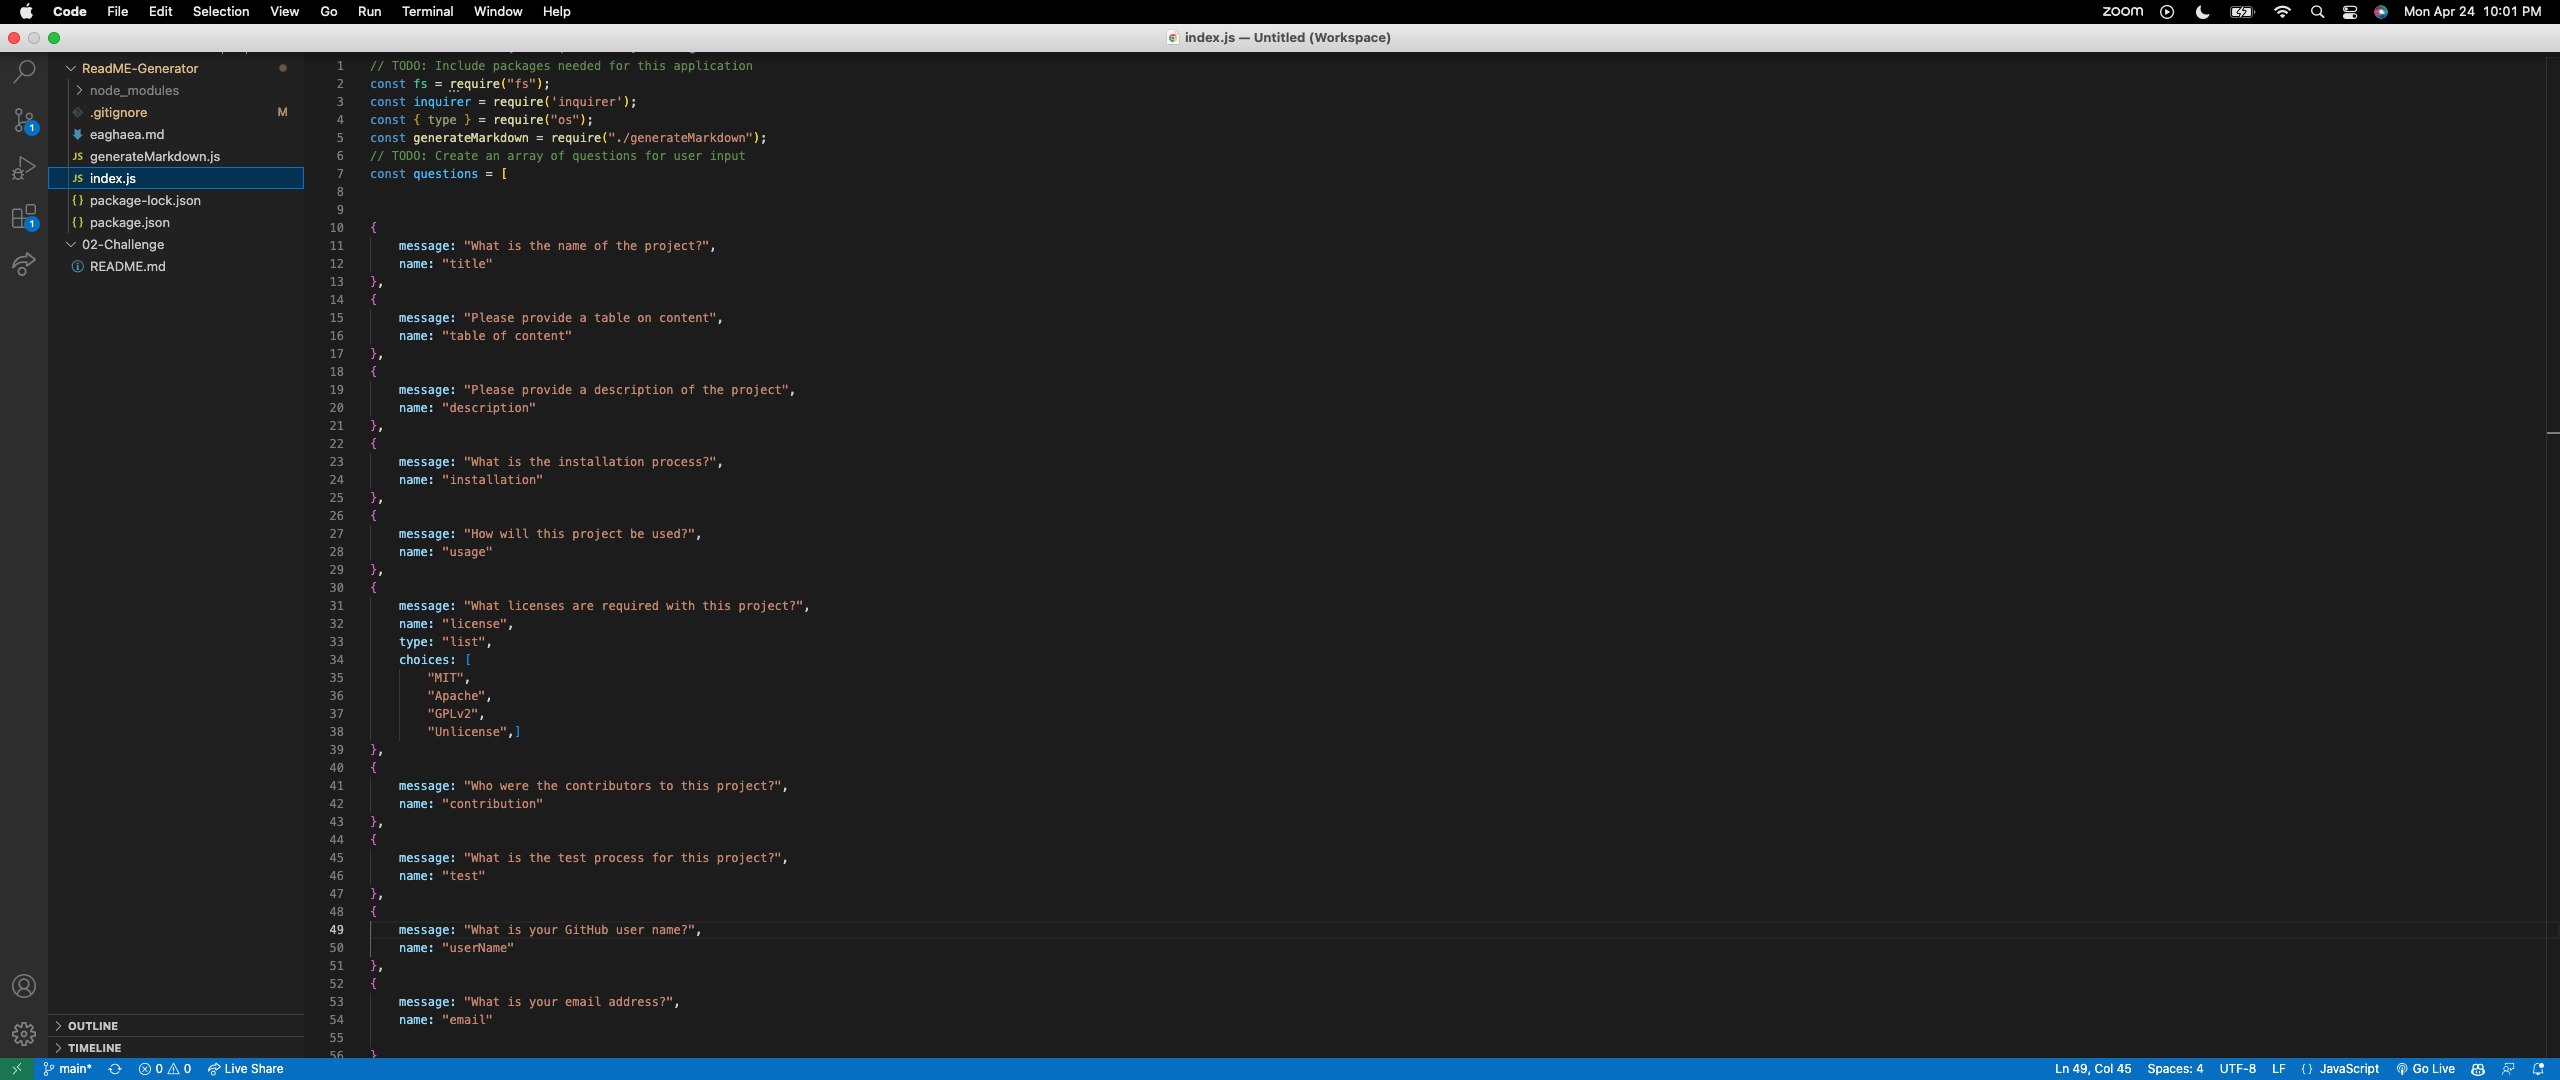 Code File Edit Selection View Go Run Terminal Window Help zoom Mon Apr 24 10:01 PM
index.js — Untitled (Workspace)
ReadME-Generator
node_modules
.gitignore M
eaghaea.md
JS generateMarkdown.js
JS index.js
{} package-lock.json
{} package.json
02-Challenge
README.md
OUTLINE
TIMELINE
1
1
1 // TODO: Include packages needed for this application
2 const fs = require("fs");
3 const inquirer = require('inquirer');
4 const { type } = require("os");
5 const generateMarkdown = require("./generateMarkdown");
6 // TODO: Create an array of questions for user input
7 const questions = [
8
9
10 {
11 message: "What is the name of the project?",
12 name: "title"
13 },
14 {
15 message: "Please provide a table on content",
16 name: "table of content"
17 },
18 {
19 message: "Please provide a description of the project",
20 name: "description"
21 },
22 {
23 message: "What is the installation process?",
24 name: "installation"
25 },
26 {
27 message: "How will this project be used?",
28 name: "usage"
29 },
30 {
31 message: "What licenses are required with this project?",
32 name: "license",
33 type: "list",
34 choices: [
35 "MIT",
36 "Apache",
37 "GPLv2",
38 "Unlicense",]
39 },
40 {
41 message: "Who were the contributors to this project?",
42 name: "contribution"
43 },
44 {
45 message: "What is the test process for this project?",
46 name: "test"
47 },
48 {
49 message: "What is your GitHub user name?",
50 name: "userName"
51 },
52 {
53 message: "What is your email address?",
54 name: "email"
55
56 }
main* 0 0 Live Share Ln 49, Col 45 Spaces: 4 UTF-8 LF {} JavaScript Go Live